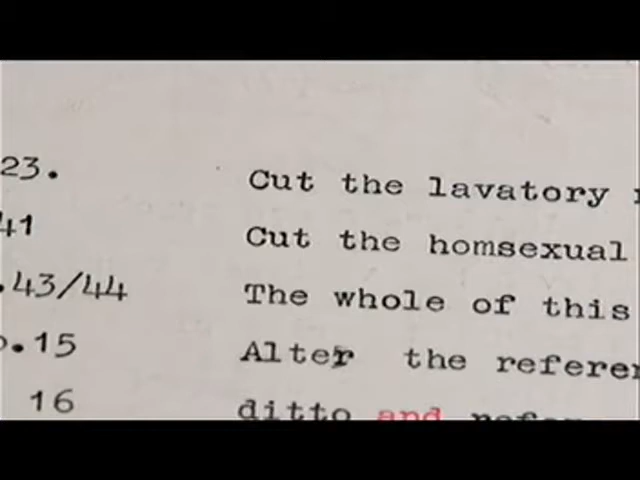 23. Cut the lavatory
41 Cut the homsexual
.43/44 The whole of this
.15 Alter the refere
16 ditto and